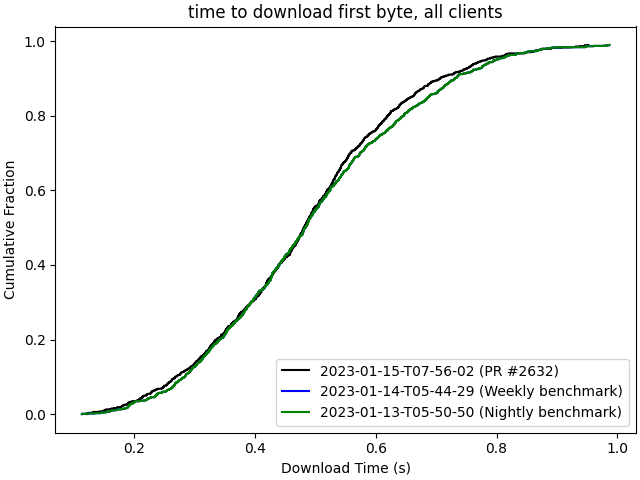 time to download first byte, all clients
1.0
0.8
0.6
0.4
0.2
0.0
Cumulative Fraction
2023-01-15-T07-56-02 (PR #2632)
2023-01-14-T05-44-29 (Weekly benchmark)
2023-01-13-T05-50-50 (Nightly benchmark)
0.2 0.4 0.6 0.8 1.0
Download Time (s)